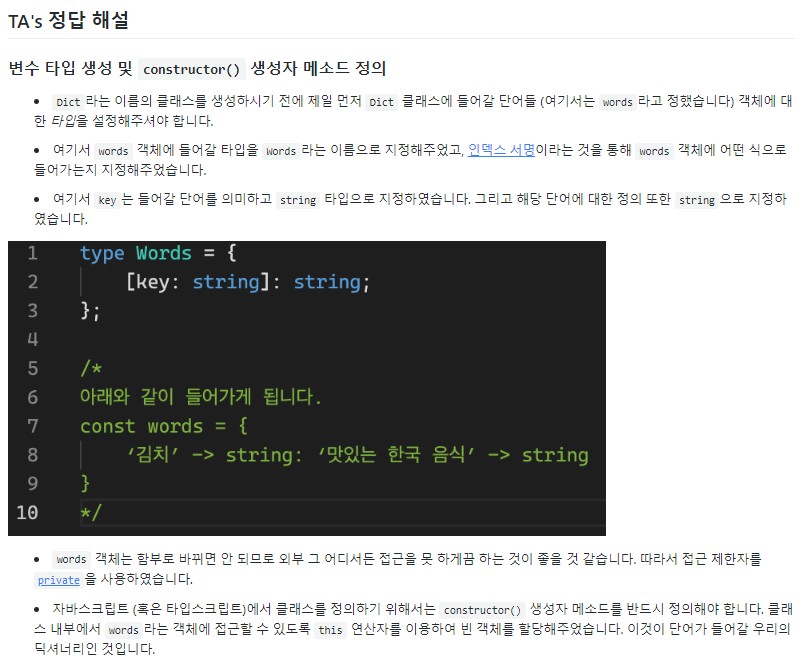 TA's 정답 해설
변수 타입 생성 및 constructor() 생성자 메소드 정의
• Dict 라는 이름의 클래스를 생성하시기 전에 제일 먼저 Dict 클래스에 들어갈 단어들 (여기서는 words 라고 정했습니다) 객체에 대
한 타입을 설정해주셔야 합니다.
• 여기서 words 객체에 들어갈 타입을 Words 라는 이름으로 지정해주었고, 인덱스 서명이라는 것을 통해 words 객체에 어떤 식으로
들어가는지 지정해주었습니다.
• 여기서 key 는 들어갈 단어를 의미하고 string 타입으로 지정하였습니다. 그리고 해당 단어에 대한 정의 또한 string 으로 지정하
였습니다.
1 type Words = {
2 [key: string]: string;
3 };
4
5 /*
6 아래와 같이 들어가게 됩니다.
7 const words = {
8 ‘김치’ -> string: ‘맛있는 한국 음식’ -> string
9 }
10 */
• words 객체는 함부로 바뀌면 안 되므로 외부 그 어디서든 접근을 못 하게끔 하는 것이 좋을 것 같습니다. 따라서 접근 제한자를
private 을 사용하였습니다.
• 자바스크립트 (혹은 타입스크립트)에서 클래스를 정의하기 위해서는 constructor() 생성자 메소드를 반드시 정의해야 합니다. 클래
스 내부에서 words 라는 객체에 접근할 수 있도록 this 연산자를 이용하여 빈 객체를 할당해주었습니다. 이것이 단어가 들어갈 우리의
딕셔너리인 것입니다.